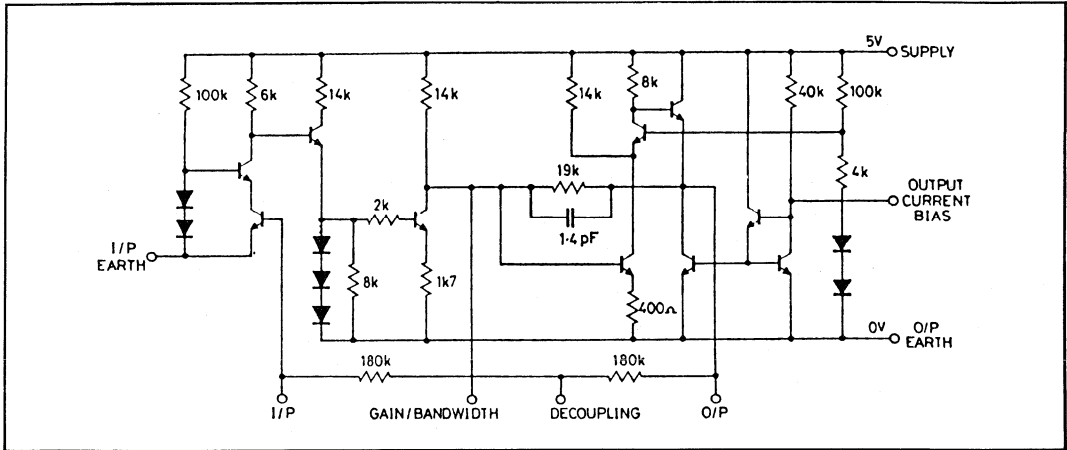 5V
SUPPLY
100k
6k
14k
14k
14k
8k
40k
100k
4k
19k
OUTPUT
CURRENT
BIAS
2k
1·4pF
I/P
EARTH
8k
1k7
400Ω
0V
O/P
EARTH
180k
180k
I/P
GAIN/BANDWIDTH
DECOUPLING
O/P